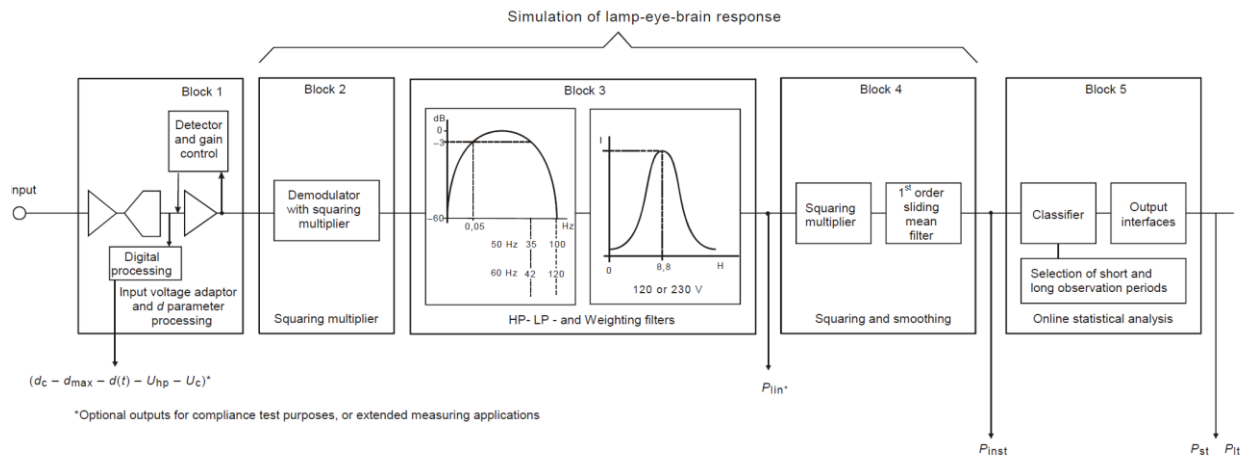 Simulation of lamp-eye-brain response
Block 1
Detector
and gain
control
nput
Digital
processing
Input voltage adaptor
and d parameter
processing
(dc – dmax – d(t) – Uhp – Uc)*
*Optional outputs for compliance test purposes, or extended measuring applications
Block 2
Demodulator
with squaring
multiplier
Squaring multiplier
Block 3
dB
0
–3
–60
0,05
Hz
50 Hz 35 100
60 Hz 42 120
I
0
8,8
H
120 or 230 V
HP- LP - and Weighting filters
Plin*
Block 4
Squaring
multiplier
1st order
sliding
mean
filter
Squaring and smoothing
Pinst
Block 5
Classifier
Output
interfaces
Selection of short and
long observation periods
Online statistical analysis
Pst Plt